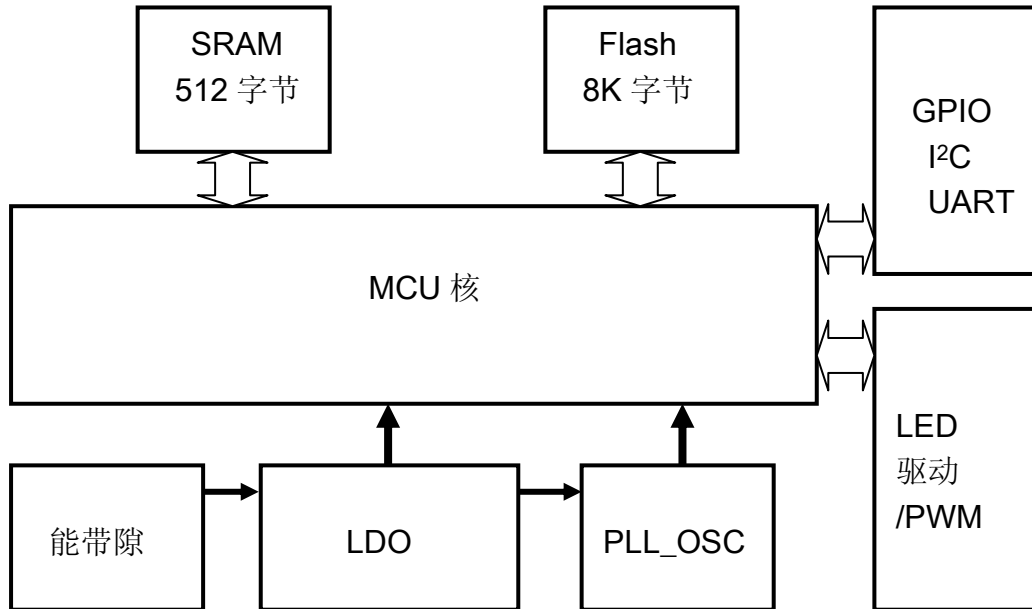 SRAM
512 字节
Flash
8K 字节
GPIO
I²C
UART
MCU 核
LED
驱动
/PWM
能带隙
LDO
PLL_OSC